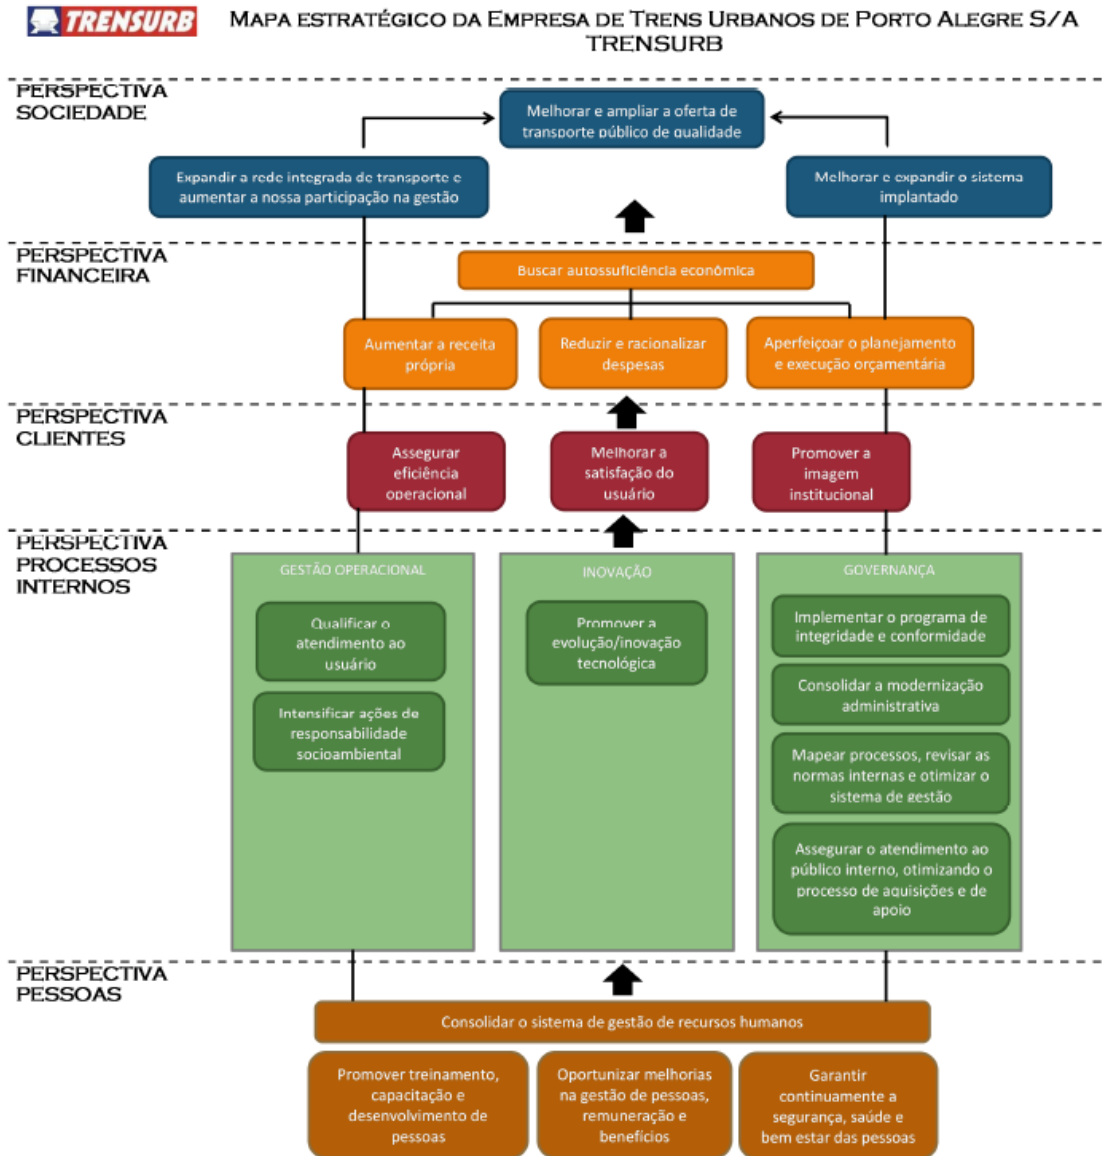 TRENSURB
MAPA ESTRATÉGICO DA EMPRESA DE TRENS URBANOS DE PORTO ALEGRE S/A
TRENSURB
PERSPECTIVA
SOCIEDADE
Melhorar e ampliar a oferta de
transporte público de qualidade
Expandir a rede integrada de transporte e
aumentar a nossa participação na gestão
Melhorar e expandir o sistema
implantado
PERSPECTIVA
FINANCEIRA
Buscar autossuficiência econômica
Aumentar a receita
própria
Reduzir e racionalizar
despesas
Aperfeiçoar o planejamento
e execução orçamentária
PERSPECTIVA
CLIENTES
Assegurar
eficiência
operacional
Melhorar a
satisfação do
usuário
Promover a
imagem
institucional
PERSPECTIVA
PROCESSOS
INTERNOS
GESTÃO OPERACIONAL
Qualificar o
atendimento ao
usuário
Intensificar ações de
responsabilidade
socioambiental
INOVAÇÃO
Promover a
evolução/inovação
tecnológica
GOVERNANÇA
Implementar o programa de
integridade e conformidade
Consolidar a modernização
administrativa
Mapear processos, revisar as
normas internas e otimizar o
sistema de gestão
Assegurar o atendimento ao
público interno, otimizando o
processo de aquisições e de
apoio
PERSPECTIVA
PESSOAS
Consolidar o sistema de gestão de recursos humanos
Promover treinamento,
capacitação e
desenvolvimento de
pessoas
Oportunizar melhorias
na gestão de pessoas,
remuneração e
benefícios
Garantir
continuamente a
segurança, saúde e
bem estar das pessoas